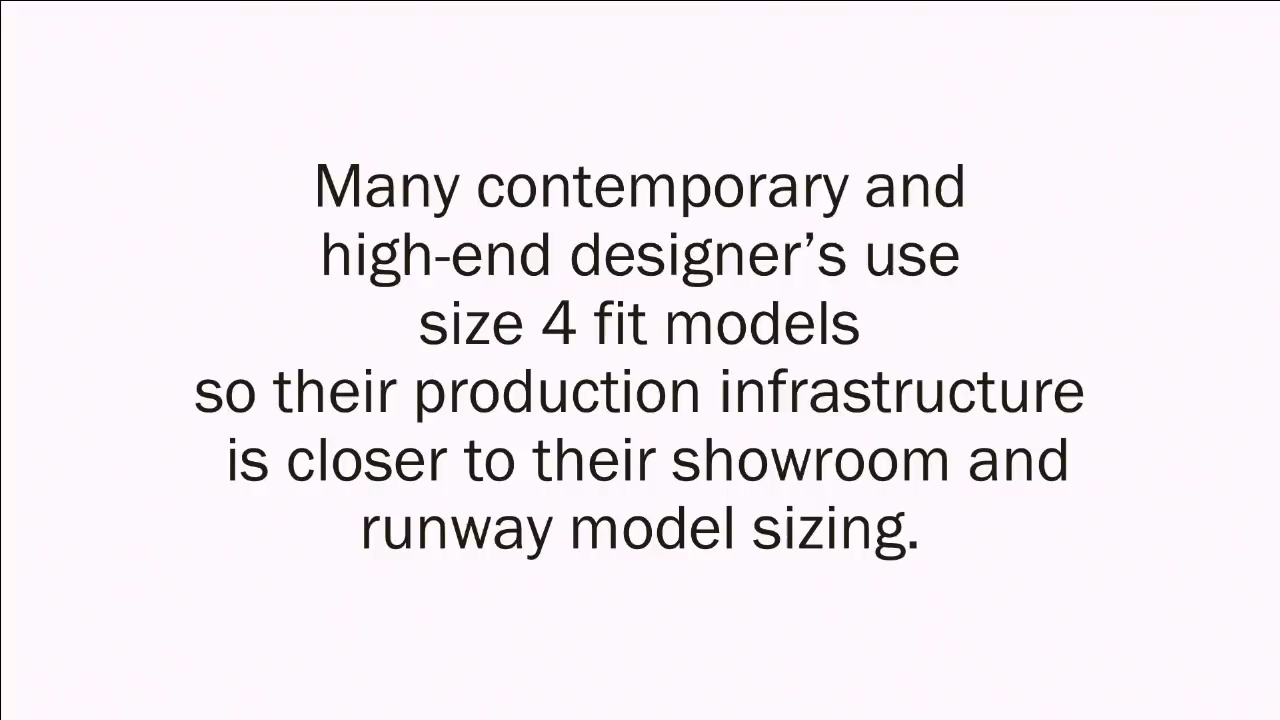 Many contemporary and
high-end designer’s use
size 4 fit models
so their production infrastructure
is closer to their showroom and
runway model sizing.